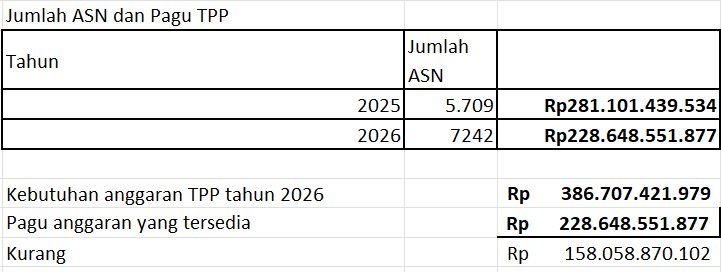 Jumlah ASN dan Pagu TPP
Tahun Jumlah ASN
2025 5.709 Rp281.101.439.534
2026 7242 Rp228.648.551.877
Kebutuhan anggaran TPP tahun 2026 Rp 386.707.421.979
Pagu anggaran yang tersedia Rp 228.648.551.877
Kurang Rp 158.058.870.102